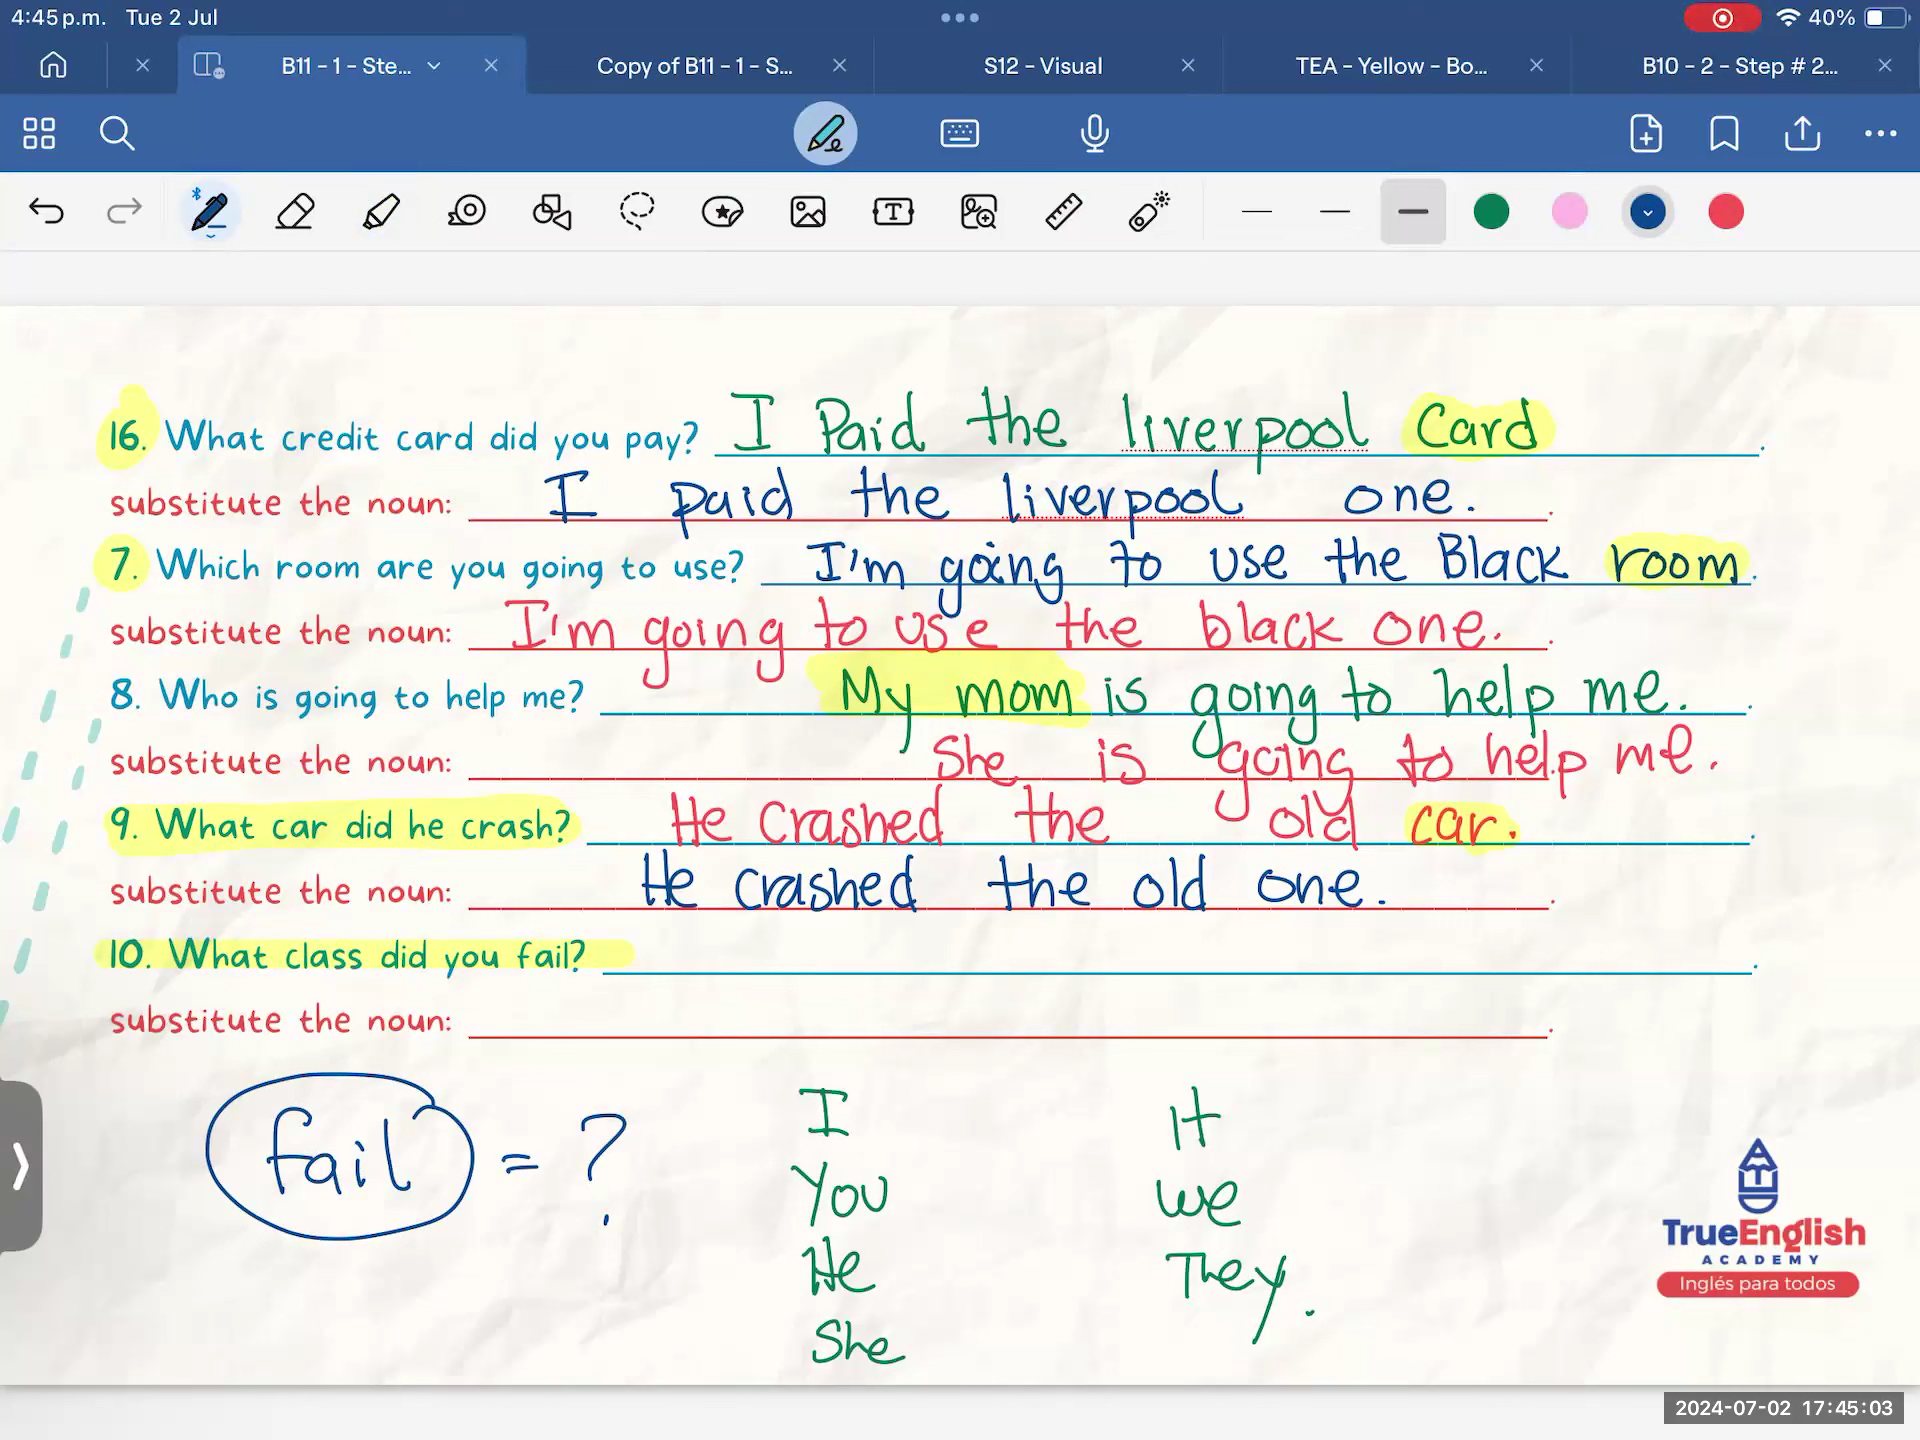 4:45 p.m. Tue 2 Jul
40%
B11 - 1 - Ste...
Copy of B11 - 1 - S...
S12 - Visual
TEA - Yellow - Bo...
B10 - 2 - Step # 2...
16. What credit card did you pay? I Paid the liverpool Card.
substitute the noun: I paid the liverpool one.
7. Which room are you going to use? I'm going to use the Black room.
substitute the noun: I'm going to use the black one.
8. Who is going to help me? My mom is going to help me.
substitute the noun: She is going to help me.
9. What car did he crash? He crashed the old car.
substitute the noun: He crashed the old one.
10. What class did you fail? .
substitute the noun: .
fail = ?
I
You
He
She
It
We
They.
TrueEnglish
ACADEMY
Inglés para todos
2024-07-02 17:45:03